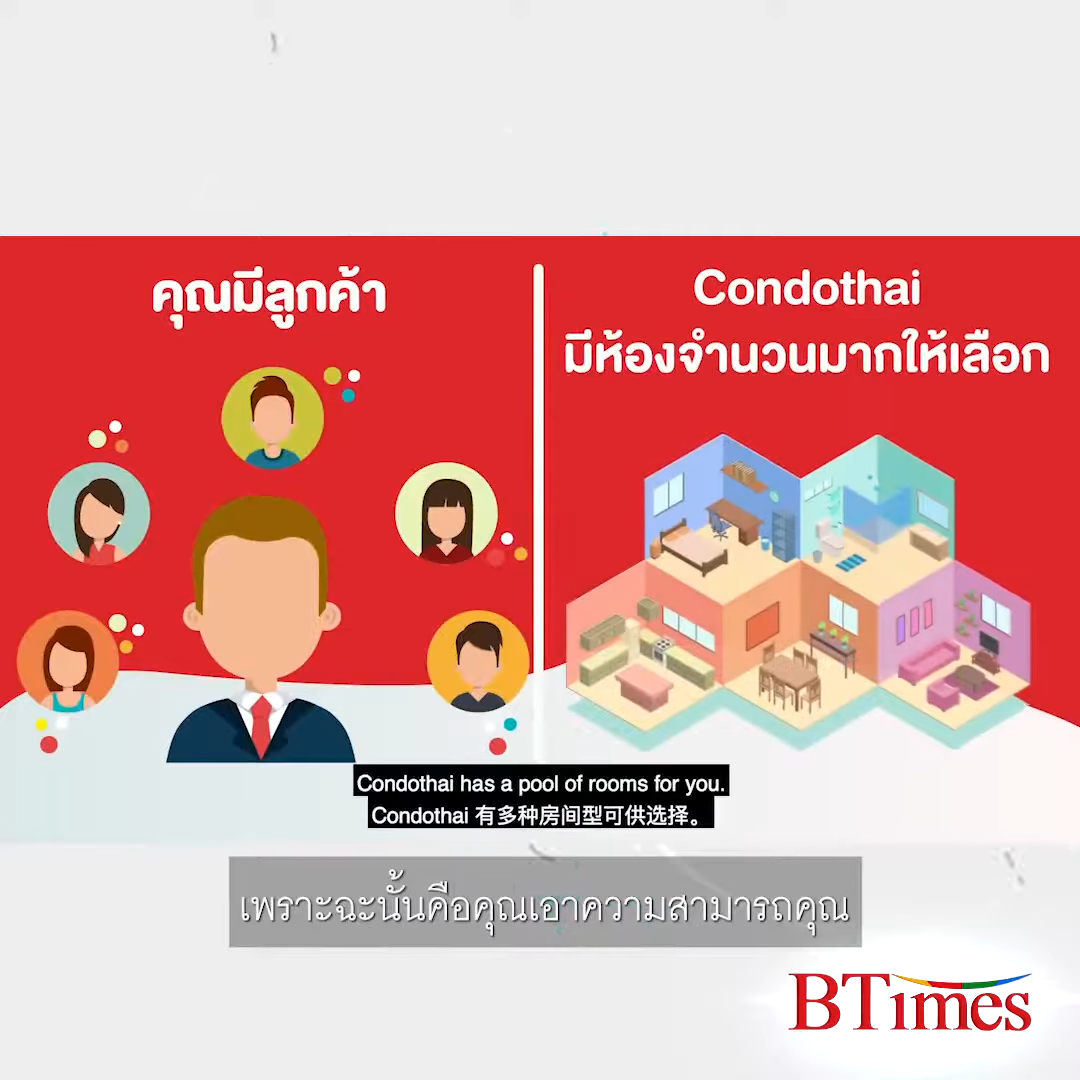 คุณมีลูกค้า
Condothai
มีห้องจำนวนมากให้เลือก
Condothai has a pool of rooms for you.
Condothai 有多种房间型可供选择。
เพราะฉะนั้นคือคุณเอาความสามารถคุณ
BTimes